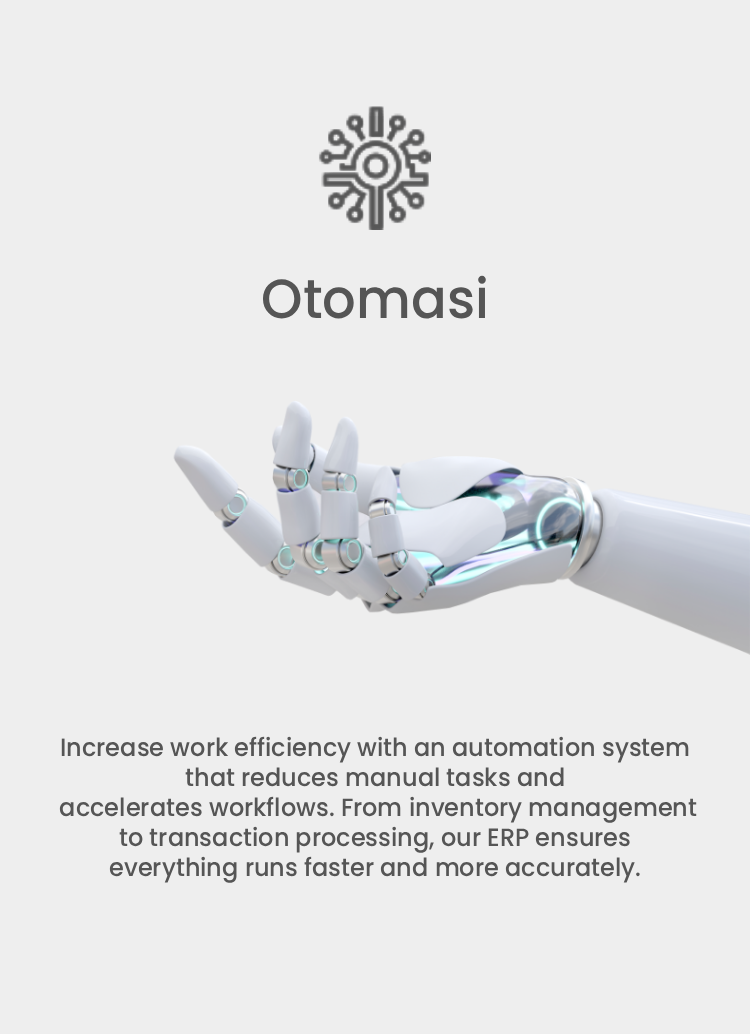 Otomasi
Increase work efficiency with an automation system
that reduces manual tasks and
accelerates workflows. From inventory management
to transaction processing, our ERP ensures
everything runs faster and more accurately.